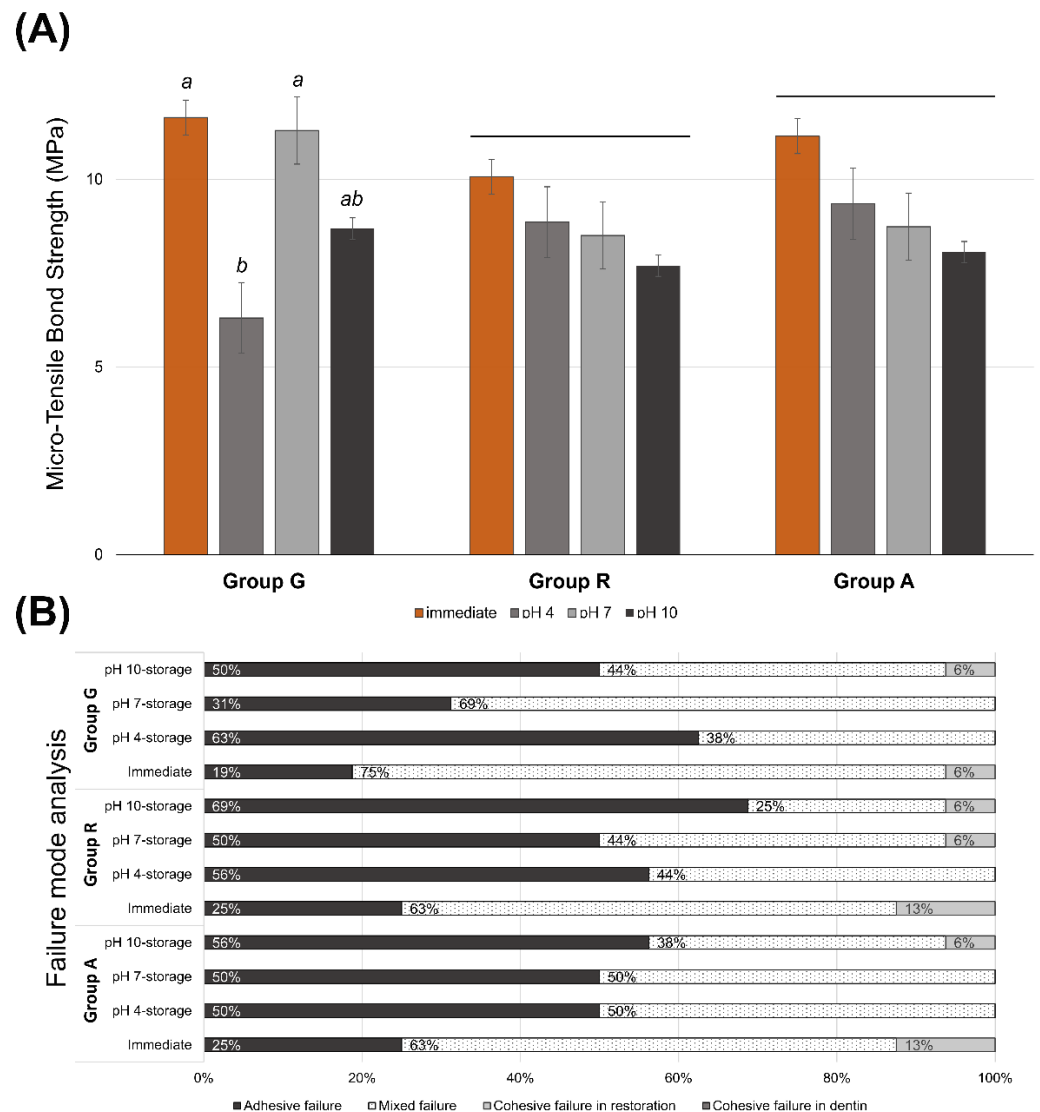 (A)
Micro-Tensile Bond Strength (MPa)
10
5
0
a
b
a
ab
Group G
Group R
Group A
immediate pH 4 pH 7 pH 10
(B)
Failure mode analysis
Group G
pH 10-storage 50% 44% 6%
pH 7-storage 31% 69%
pH 4-storage 63% 38%
Immediate 19% 75% 6%
Group R
pH 10-storage 69% 25% 6%
pH 7-storage 50% 44% 6%
pH 4-storage 56% 44%
Immediate 25% 63% 13%
Group A
pH 10-storage 56% 38% 6%
pH 7-storage 50% 50%
pH 4-storage 50% 50%
Immediate 25% 63% 13%
0% 20% 40% 60% 80% 100%
Adhesive failure Mixed failure Cohesive failure in restoration Cohesive failure in dentin